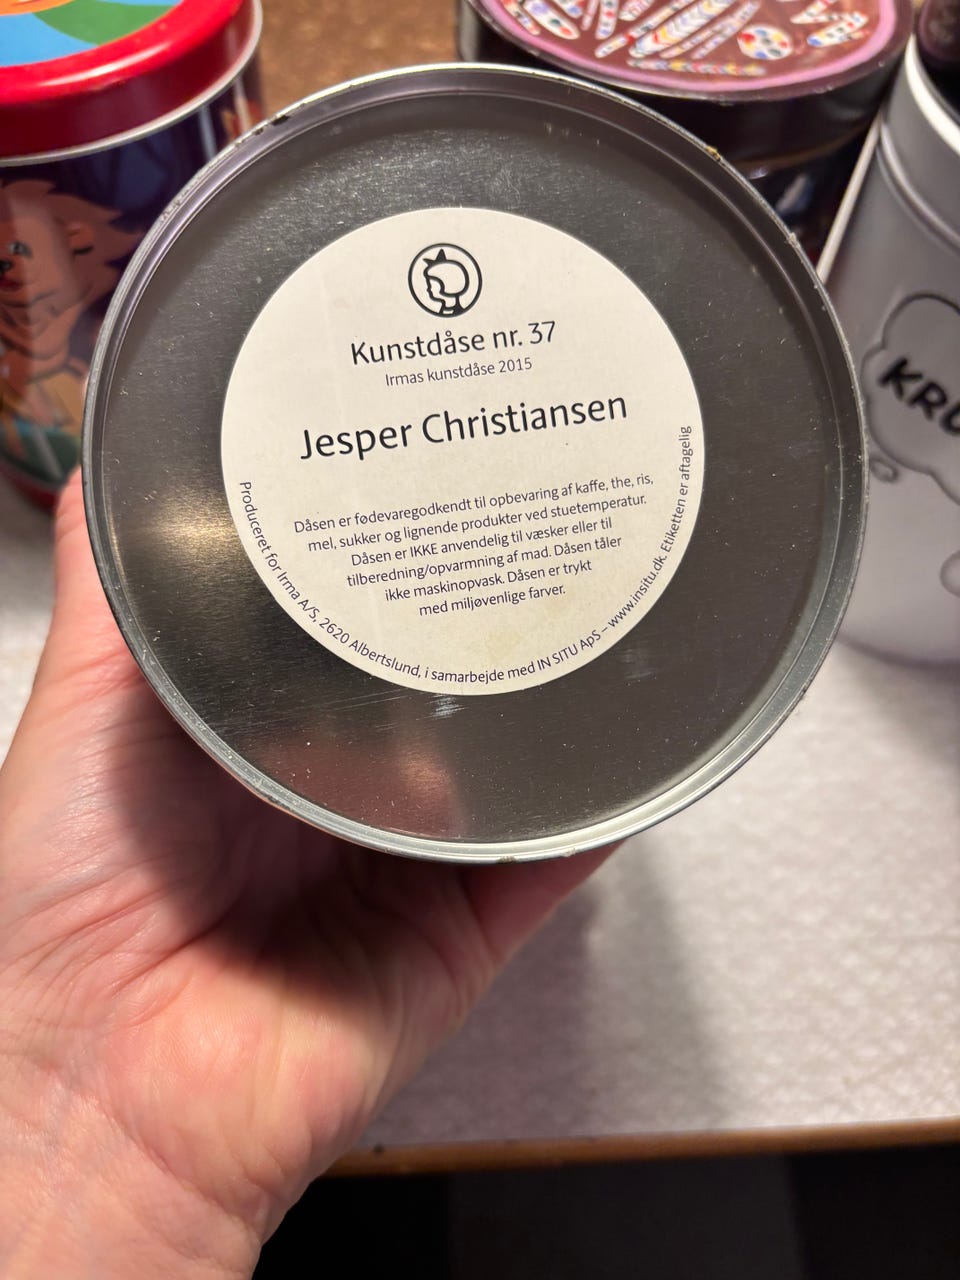 Kunstdåse nr. 37
Irmas kunstdåse 2015
Jesper Christiansen
Dåsen er fødevaregodkendt til opbevaring af kaffe, the, ris,
mel, sukker og lignende produkter ved stuetemperatur.
Dåsen er IKKE anvendelig til væsker eller til
tilberedning/opvarmning af mad. Dåsen tåler
ikke maskinopvask. Dåsen er trykt
med miljøvenlige farver.
Produceret for Irma A/S, 2620 Albertslund, i samarbejde med IN SITU ApS – www.insitu.dk. Etiketten er aftagelig